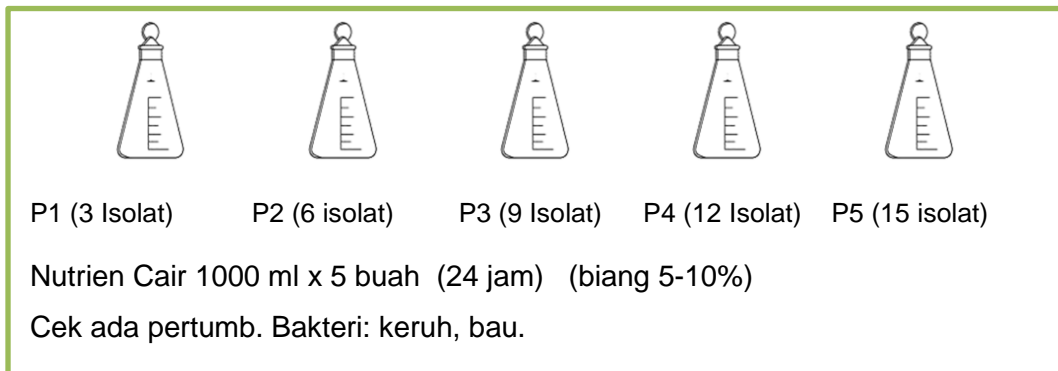 P1 (3 Isolat) P2 (6 isolat) P3 (9 Isolat) P4 (12 Isolat) P5 (15 isolat)
Nutrien Cair 1000 ml x 5 buah (24 jam) (biang 5-10%)
Cek ada pertumb. Bakteri: keruh, bau.